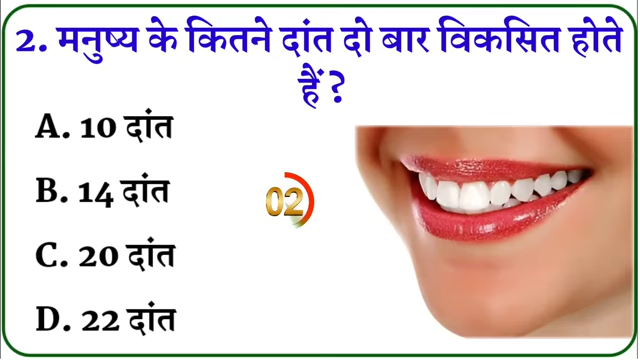 2. मनुष्य के कितने दांत दो बार विकसित होते
हैं ?
A. 10 दांत
B. 14 दांत
02
C. 20 दांत
D. 22 दांत